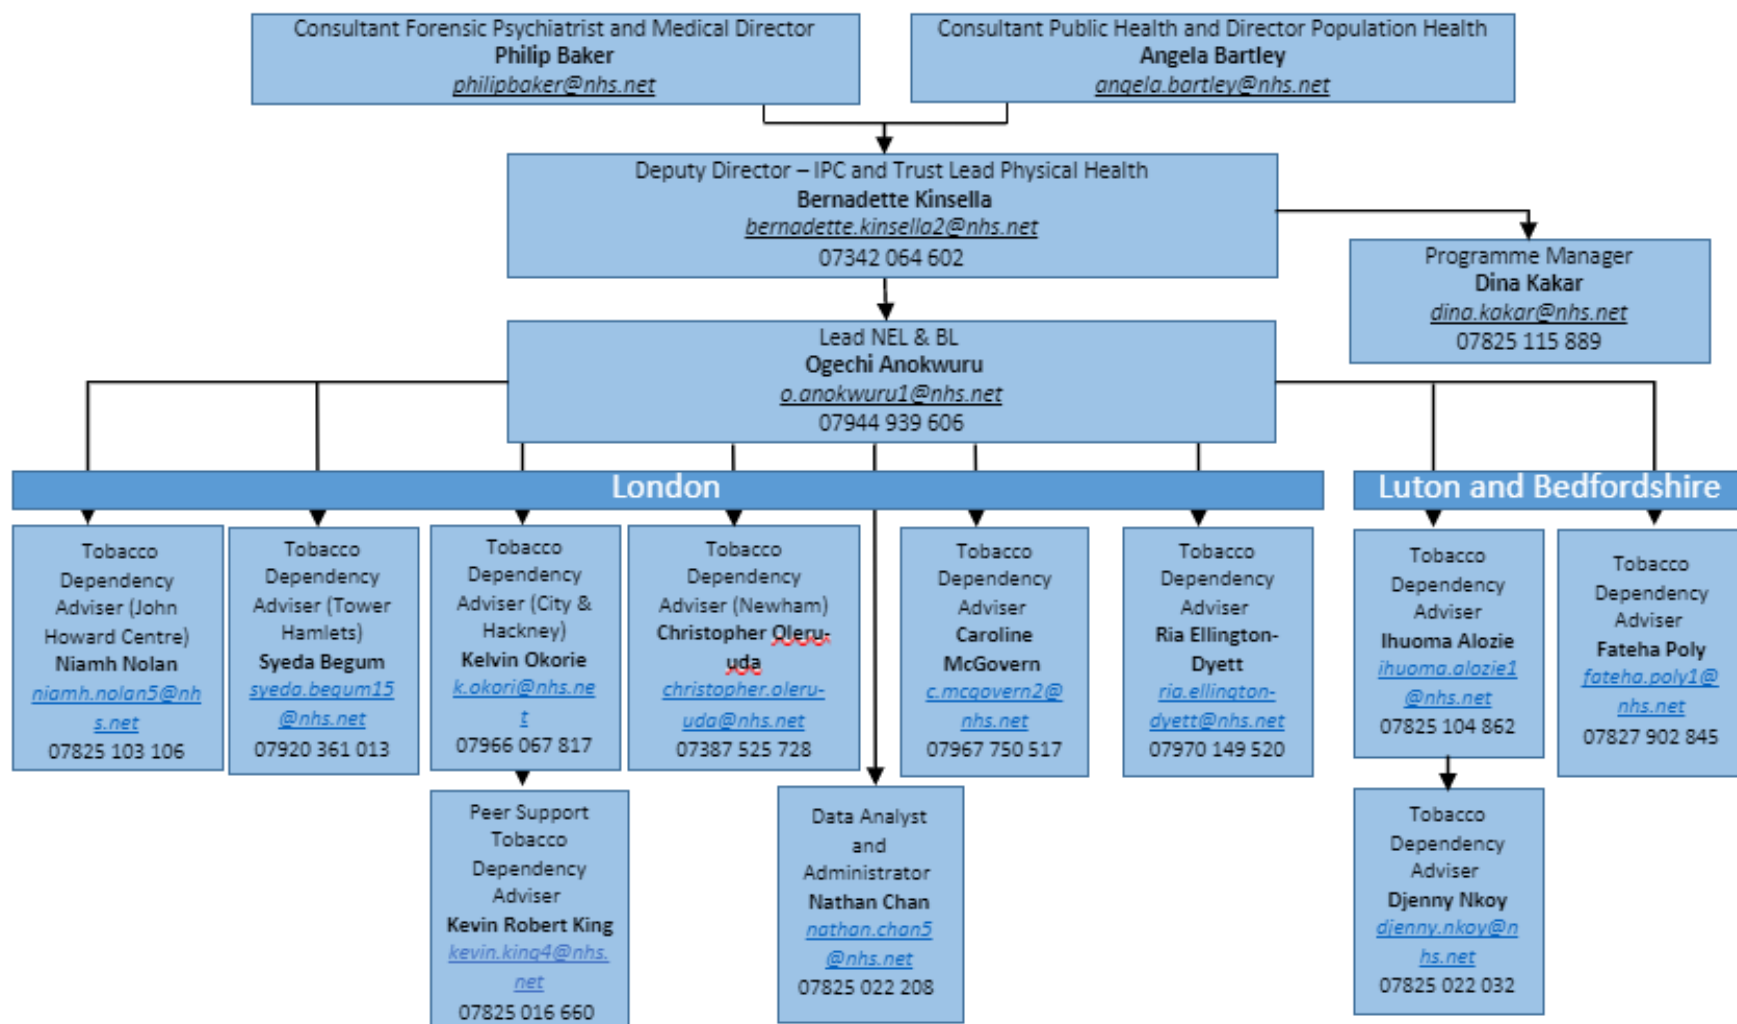 Consultant Forensic Psychiatrist and Medical Director
Philip Baker
philipbaker@nhs.net
Consultant Public Health and Director Population Health
Angela Bartley
angela.bartley@nhs.net
Deputy Director – IPC and Trust Lead Physical Health
Bernadette Kinsella
bernadette.kinsella2@nhs.net
07342 064 602
Programme Manager
Dina Kakar
dina.kakar@nhs.net
07825 115 889
Lead NEL & BL
Ogechi Anokwuru
o.anokwuru1@nhs.net
07944 939 606
London
Luton and Bedfordshire
Tobacco
Dependency
Adviser (John
Howard Centre)
Niamh Nolan
niamh.nolan5@nh
s.net
07825 103 106
Tobacco
Dependency
Adviser (Tower
Hamlets)
Syeda Begum
syeda.begum15
@nhs.net
07920 361 013
Tobacco
Dependency
Adviser (City &
Hackney)
Kelvin Okorie
k.okori@nhs.ne
t
07966 067 817
Tobacco
Dependency
Adviser (Newham)
Christopher Oleru-
uda
christopher.oleru-
uda@nhs.net
07387 525 728
Tobacco
Dependency
Adviser
Caroline
McGovern
c.mcgovern2@
nhs.net
07967 750 517
Tobacco
Dependency
Adviser
Ria Ellington-
Dyett
ria.ellington-
dyett@nhs.net
07970 149 520
Tobacco
Dependency
Adviser
Ihuoma Alozie
ihuoma.alozie1
@nhs.net
07825 104 862
Tobacco
Dependency
Adviser
Fateha Poly
fateha.poly1@
nhs.net
07827 902 845
Peer Support
Tobacco
Dependency
Adviser
Kevin Robert King
kevin.king4@nhs.
net
07825 016 660
Data Analyst
and
Administrator
Nathan Chan
nathan.chan5
@nhs.net
07825 022 208
Tobacco
Dependency
Adviser
Djenny Nkoy
djenny.nkoy@n
hs.net
07825 022 032